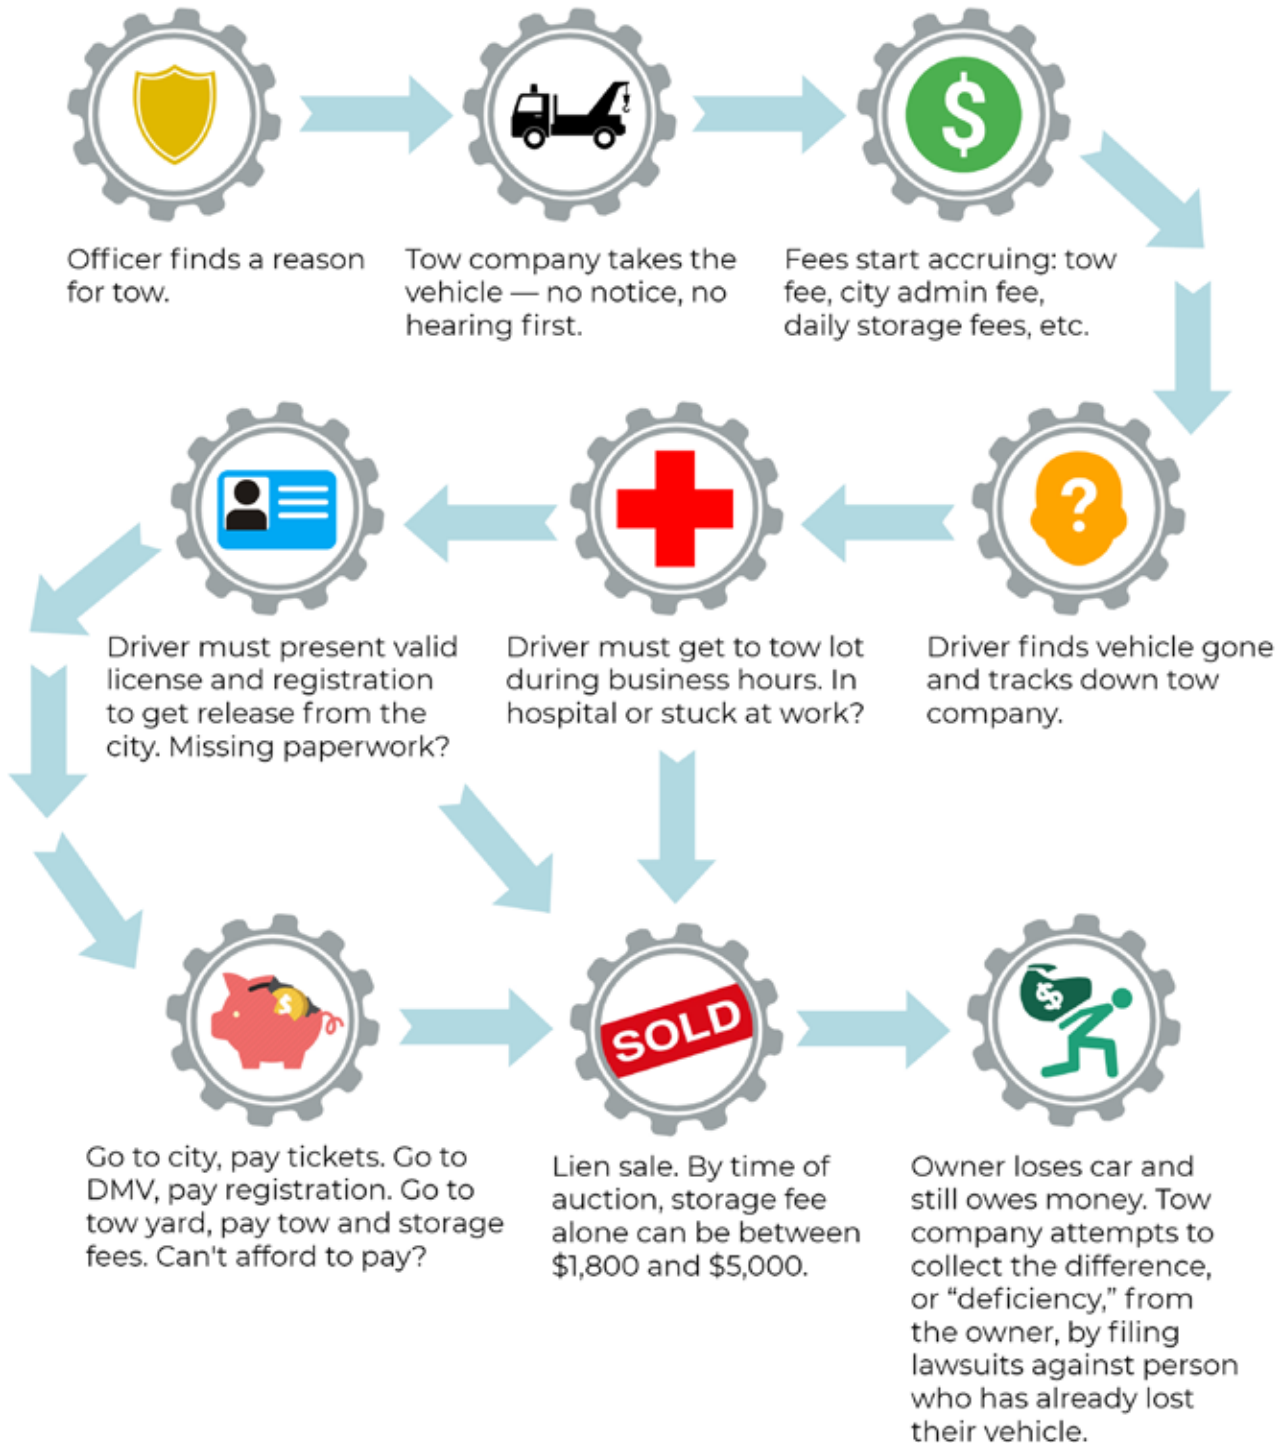 $
Officer finds a reason
for tow.
Tow company takes the
vehicle — no notice, no
hearing first.
Fees start accruing: tow
fee, city admin fee,
daily storage fees, etc.
?
Driver finds vehicle gone
and tracks down tow
company.
Driver must get to tow lot
during business hours. In
hospital or stuck at work?
Driver must present valid
license and registration
to get release from the
city. Missing paperwork?
$
Go to city, pay tickets. Go to
DMV, pay registration. Go to
tow yard, pay tow and storage
fees. Can't afford to pay?
SOLD
Lien sale. By time of
auction, storage fee
alone can be between
$1,800 and $5,000.
$
Owner loses car and
still owes money. Tow
company attempts to
collect the difference,
or “deficiency,” from
the owner, by filing
lawsuits against person
who has already lost
their vehicle.